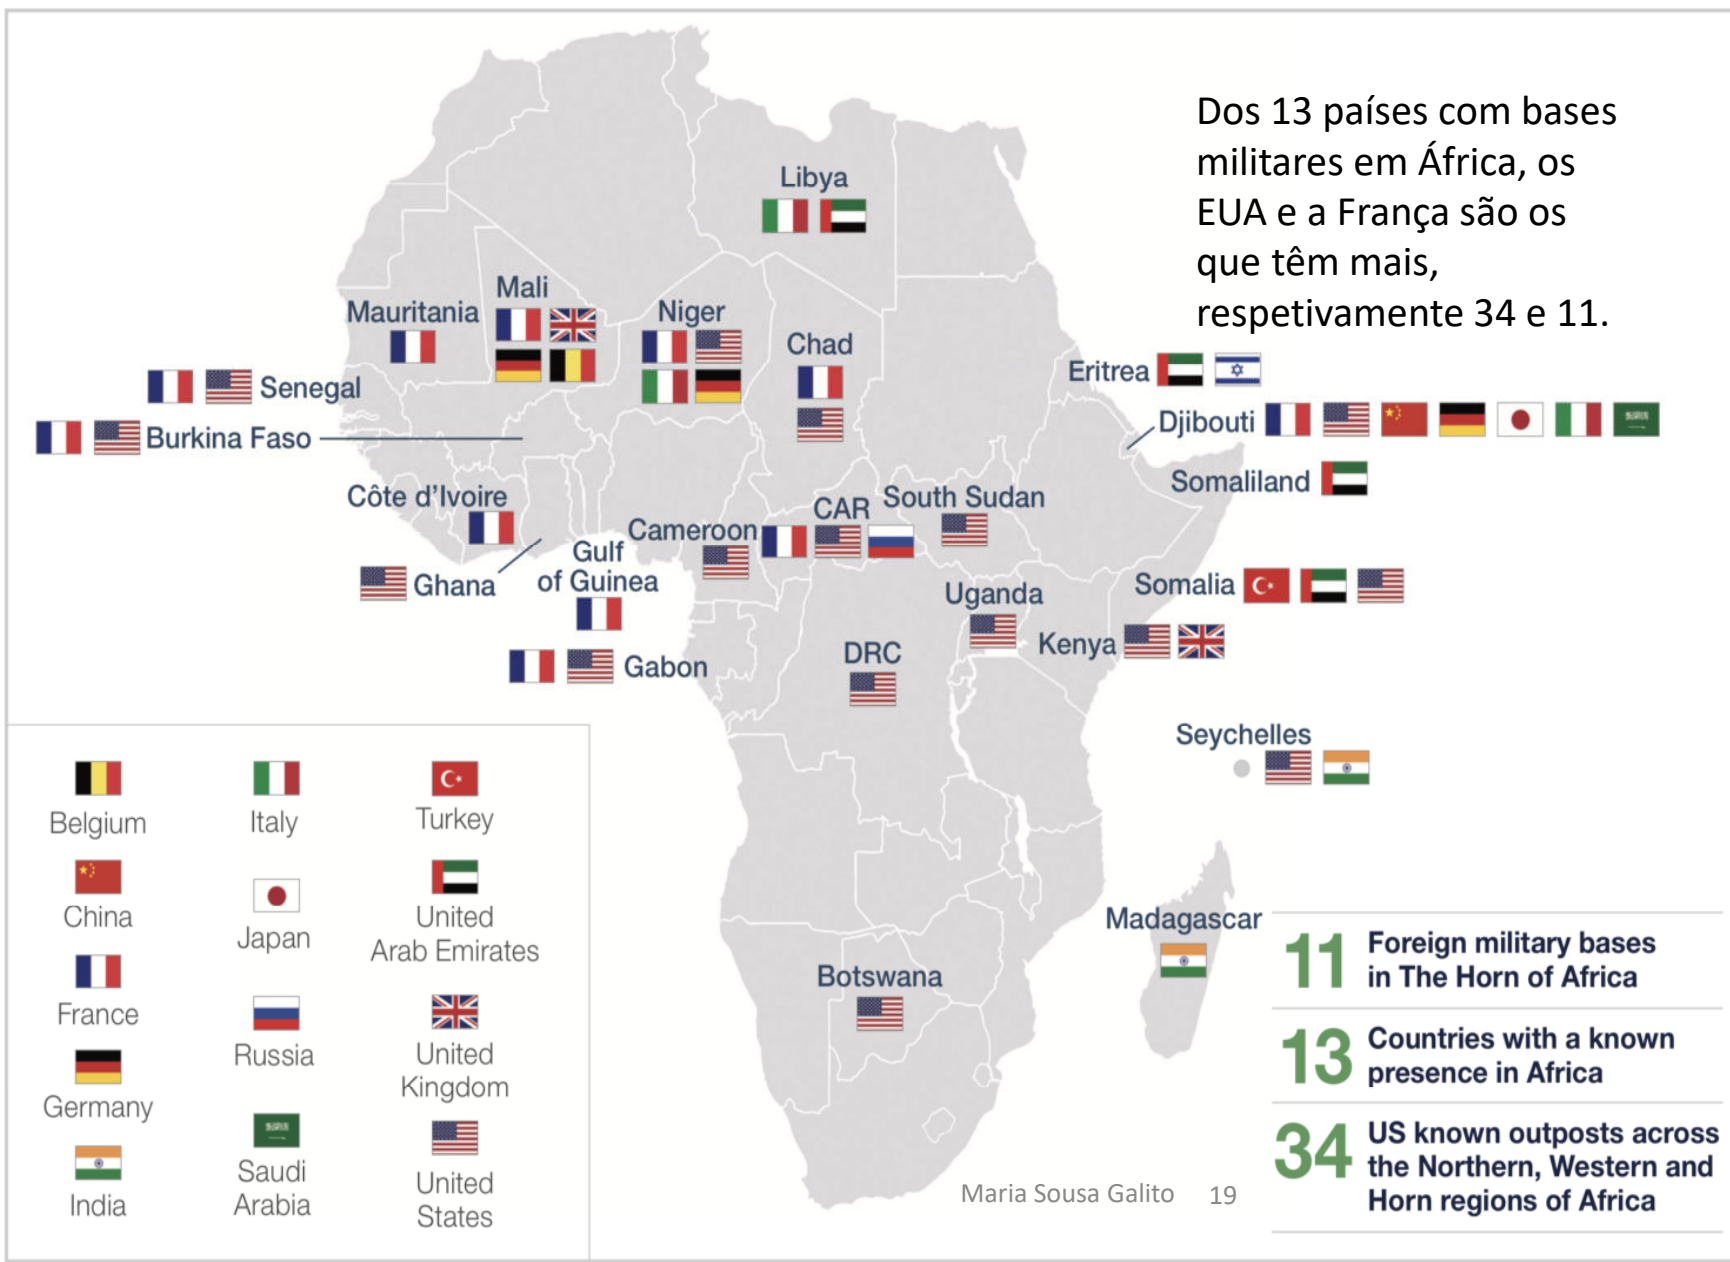 Dos 13 países com bases
militares em África, os
EUA e a França são os
que têm mais,
respetivamente 34 e 11.
Libya
Mali
Mauritania
Niger
Chad
Senegal
Burkina Faso
Eritrea
Djibouti
Somaliland
Côte d'Ivoire
Cameroon
CAR
South Sudan
Ghana
Gulf
of Guinea
Gabon
DRC
Uganda
Somalia
Kenya
Seychelles
Madagascar
Botswana
Belgium
China
France
Germany
India
Italy
Japan
Russia
Saudi
Arabia
Turkey
United
Arab Emirates
United
Kingdom
United
States
11
Foreign military bases
in The Horn of Africa
13
Countries with a known
presence in Africa
34
US known outposts across
the Northern, Western and
Horn regions of Africa
Maria Sousa Galito 19